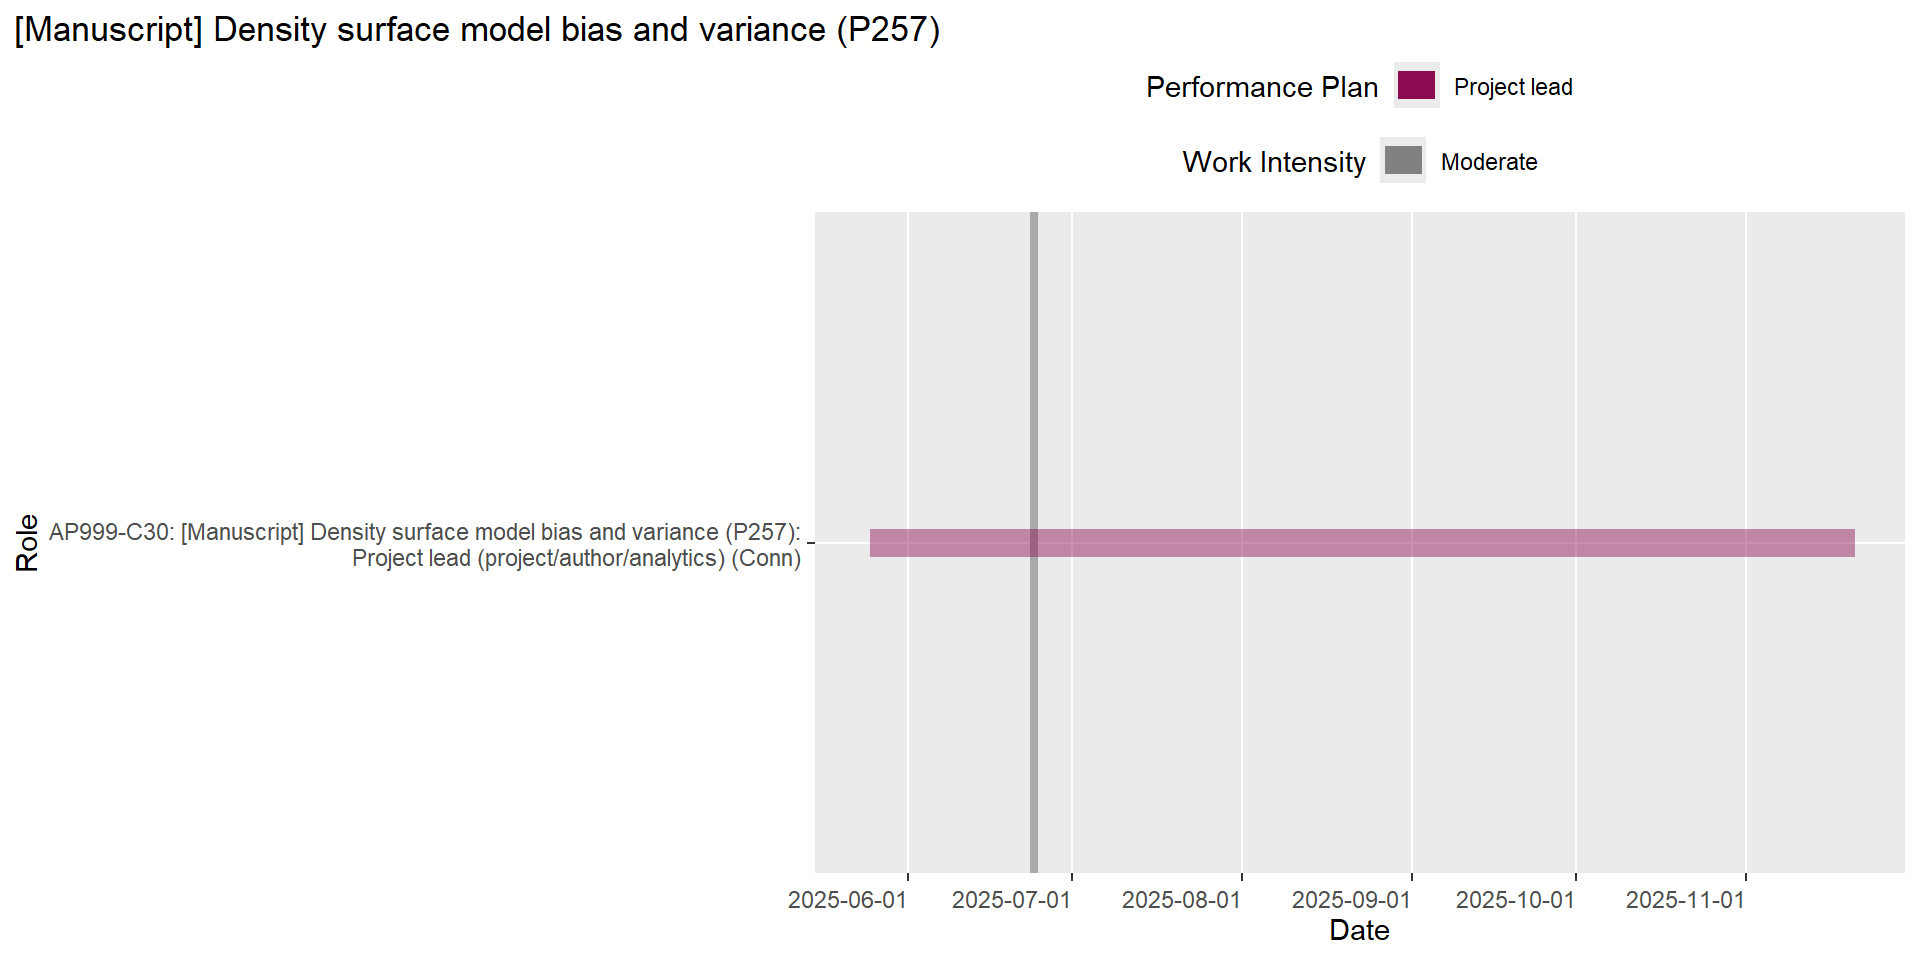 [Manuscript] Density surface model bias and variance (P257)
Performance Plan
Project lead
Work Intensity
Moderate
Role
AP999-C30: [Manuscript] Density surface model bias and variance (P257):
Project lead (project/author/analytics) (Conn)
2025-06-01
2025-07-01
2025-08-01
2025-09-01
2025-10-01
2025-11-01
Date